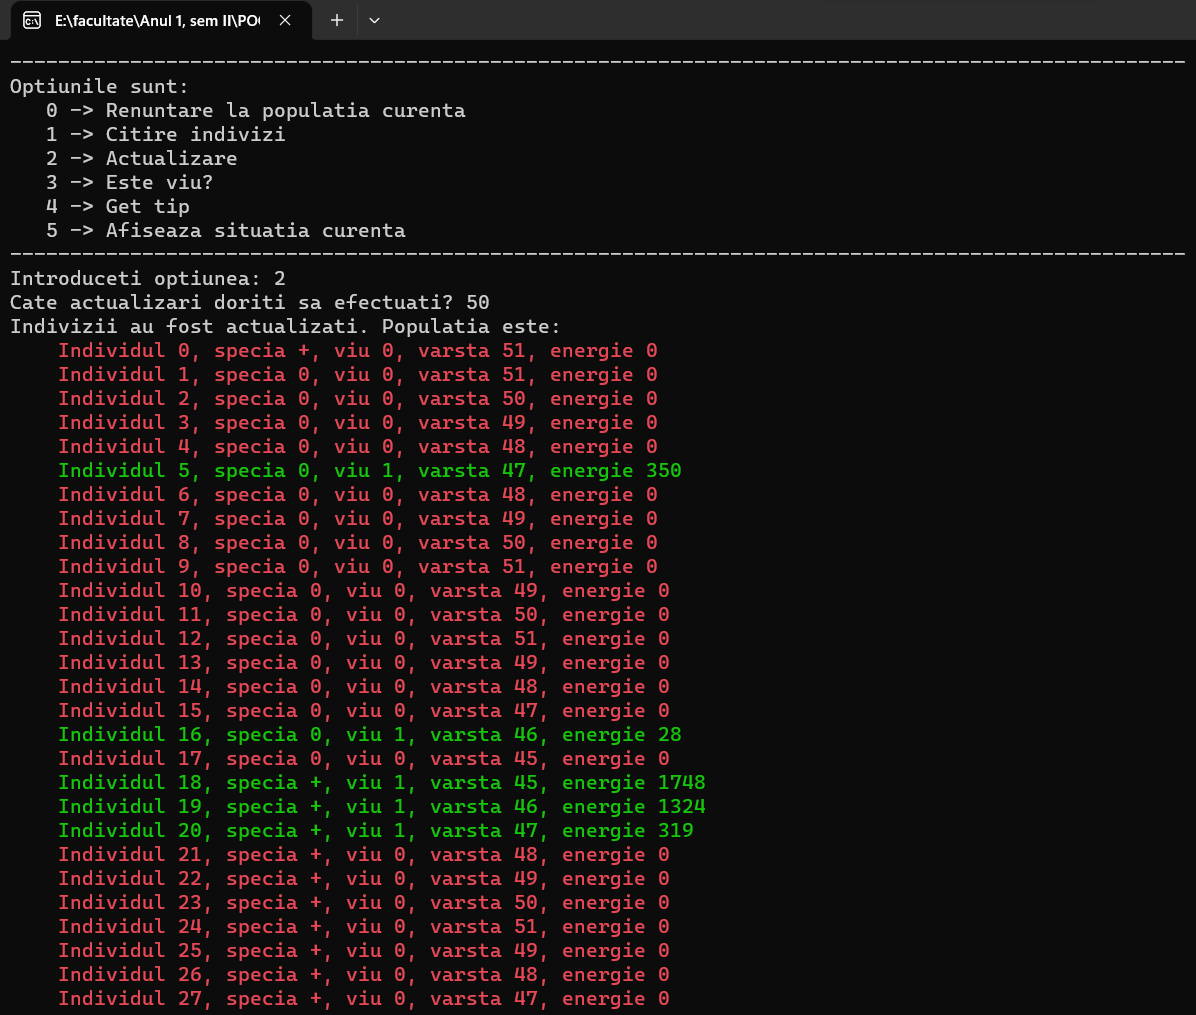 E:\facultate\Anul 1, sem II\PO
----------------------------------------------------------------------------------------------------
Optiunile sunt:
0 -> Renuntare la populatia curenta
1 -> Citire indivizi
2 -> Actualizare
3 -> Este viu?
4 -> Get tip
5 -> Afiseaza situatia curenta
----------------------------------------------------------------------------------------------------
Introduceti optiunea: 2
Cate actualizari doriti sa efectuati? 50
Indivizii au fost actualizati. Populatia este:
Individul 0, specia +, viu 0, varsta 51, energie 0
Individul 1, specia 0, viu 0, varsta 51, energie 0
Individul 2, specia 0, viu 0, varsta 50, energie 0
Individul 3, specia 0, viu 0, varsta 49, energie 0
Individul 4, specia 0, viu 0, varsta 48, energie 0
Individul 5, specia 0, viu 1, varsta 47, energie 350
Individul 6, specia 0, viu 0, varsta 48, energie 0
Individul 7, specia 0, viu 0, varsta 49, energie 0
Individul 8, specia 0, viu 0, varsta 50, energie 0
Individul 9, specia 0, viu 0, varsta 51, energie 0
Individul 10, specia 0, viu 0, varsta 49, energie 0
Individul 11, specia 0, viu 0, varsta 50, energie 0
Individul 12, specia 0, viu 0, varsta 51, energie 0
Individul 13, specia 0, viu 0, varsta 49, energie 0
Individul 14, specia 0, viu 0, varsta 48, energie 0
Individul 15, specia 0, viu 0, varsta 47, energie 0
Individul 16, specia 0, viu 1, varsta 46, energie 28
Individul 17, specia 0, viu 0, varsta 45, energie 0
Individul 18, specia +, viu 1, varsta 45, energie 1748
Individul 19, specia +, viu 1, varsta 46, energie 1324
Individul 20, specia +, viu 1, varsta 47, energie 319
Individul 21, specia +, viu 0, varsta 48, energie 0
Individul 22, specia +, viu 0, varsta 49, energie 0
Individul 23, specia +, viu 0, varsta 50, energie 0
Individul 24, specia +, viu 0, varsta 51, energie 0
Individul 25, specia +, viu 0, varsta 49, energie 0
Individul 26, specia +, viu 0, varsta 48, energie 0
Individul 27, specia +, viu 0, varsta 47, energie 0